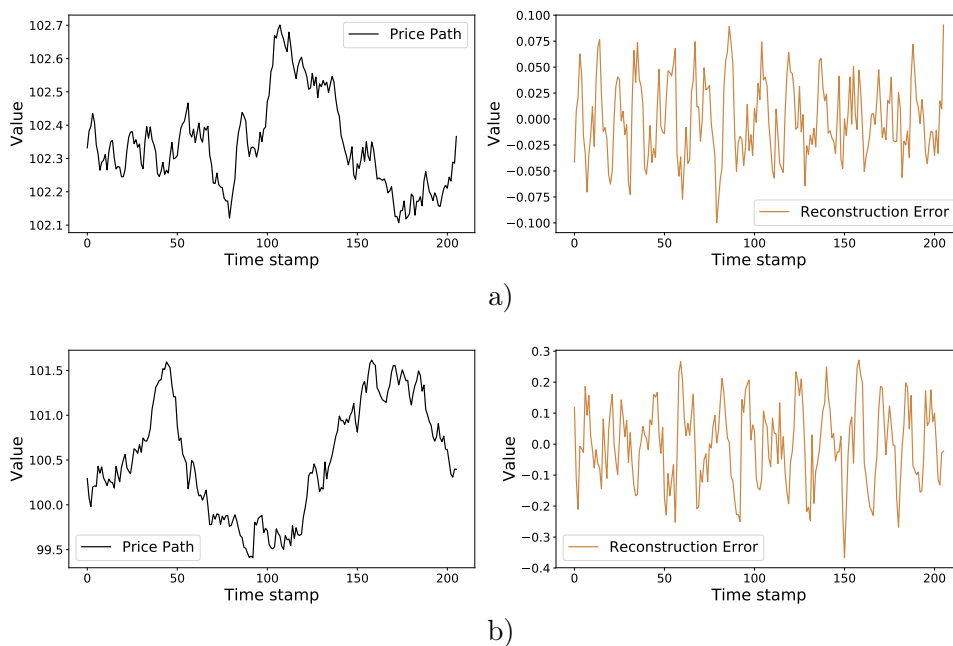 102.7
102.6
102.5
102.4
102.3
102.2
102.1
Value
Price Path
0 50 100 150 200
Time stamp
0.100
0.075
0.050
0.025
0.000
−0.025
−0.050
−0.075
−0.100
Value
Reconstruction Error
0 50 100 150 200
Time stamp
a)
101.5
101.0
100.5
100.0
99.5
Value
Price Path
0 50 100 150 200
Time stamp
0.3
0.2
0.1
0.0
−0.1
−0.2
−0.3
−0.4
Value
Reconstruction Error
0 50 100 150 200
Time stamp
b)